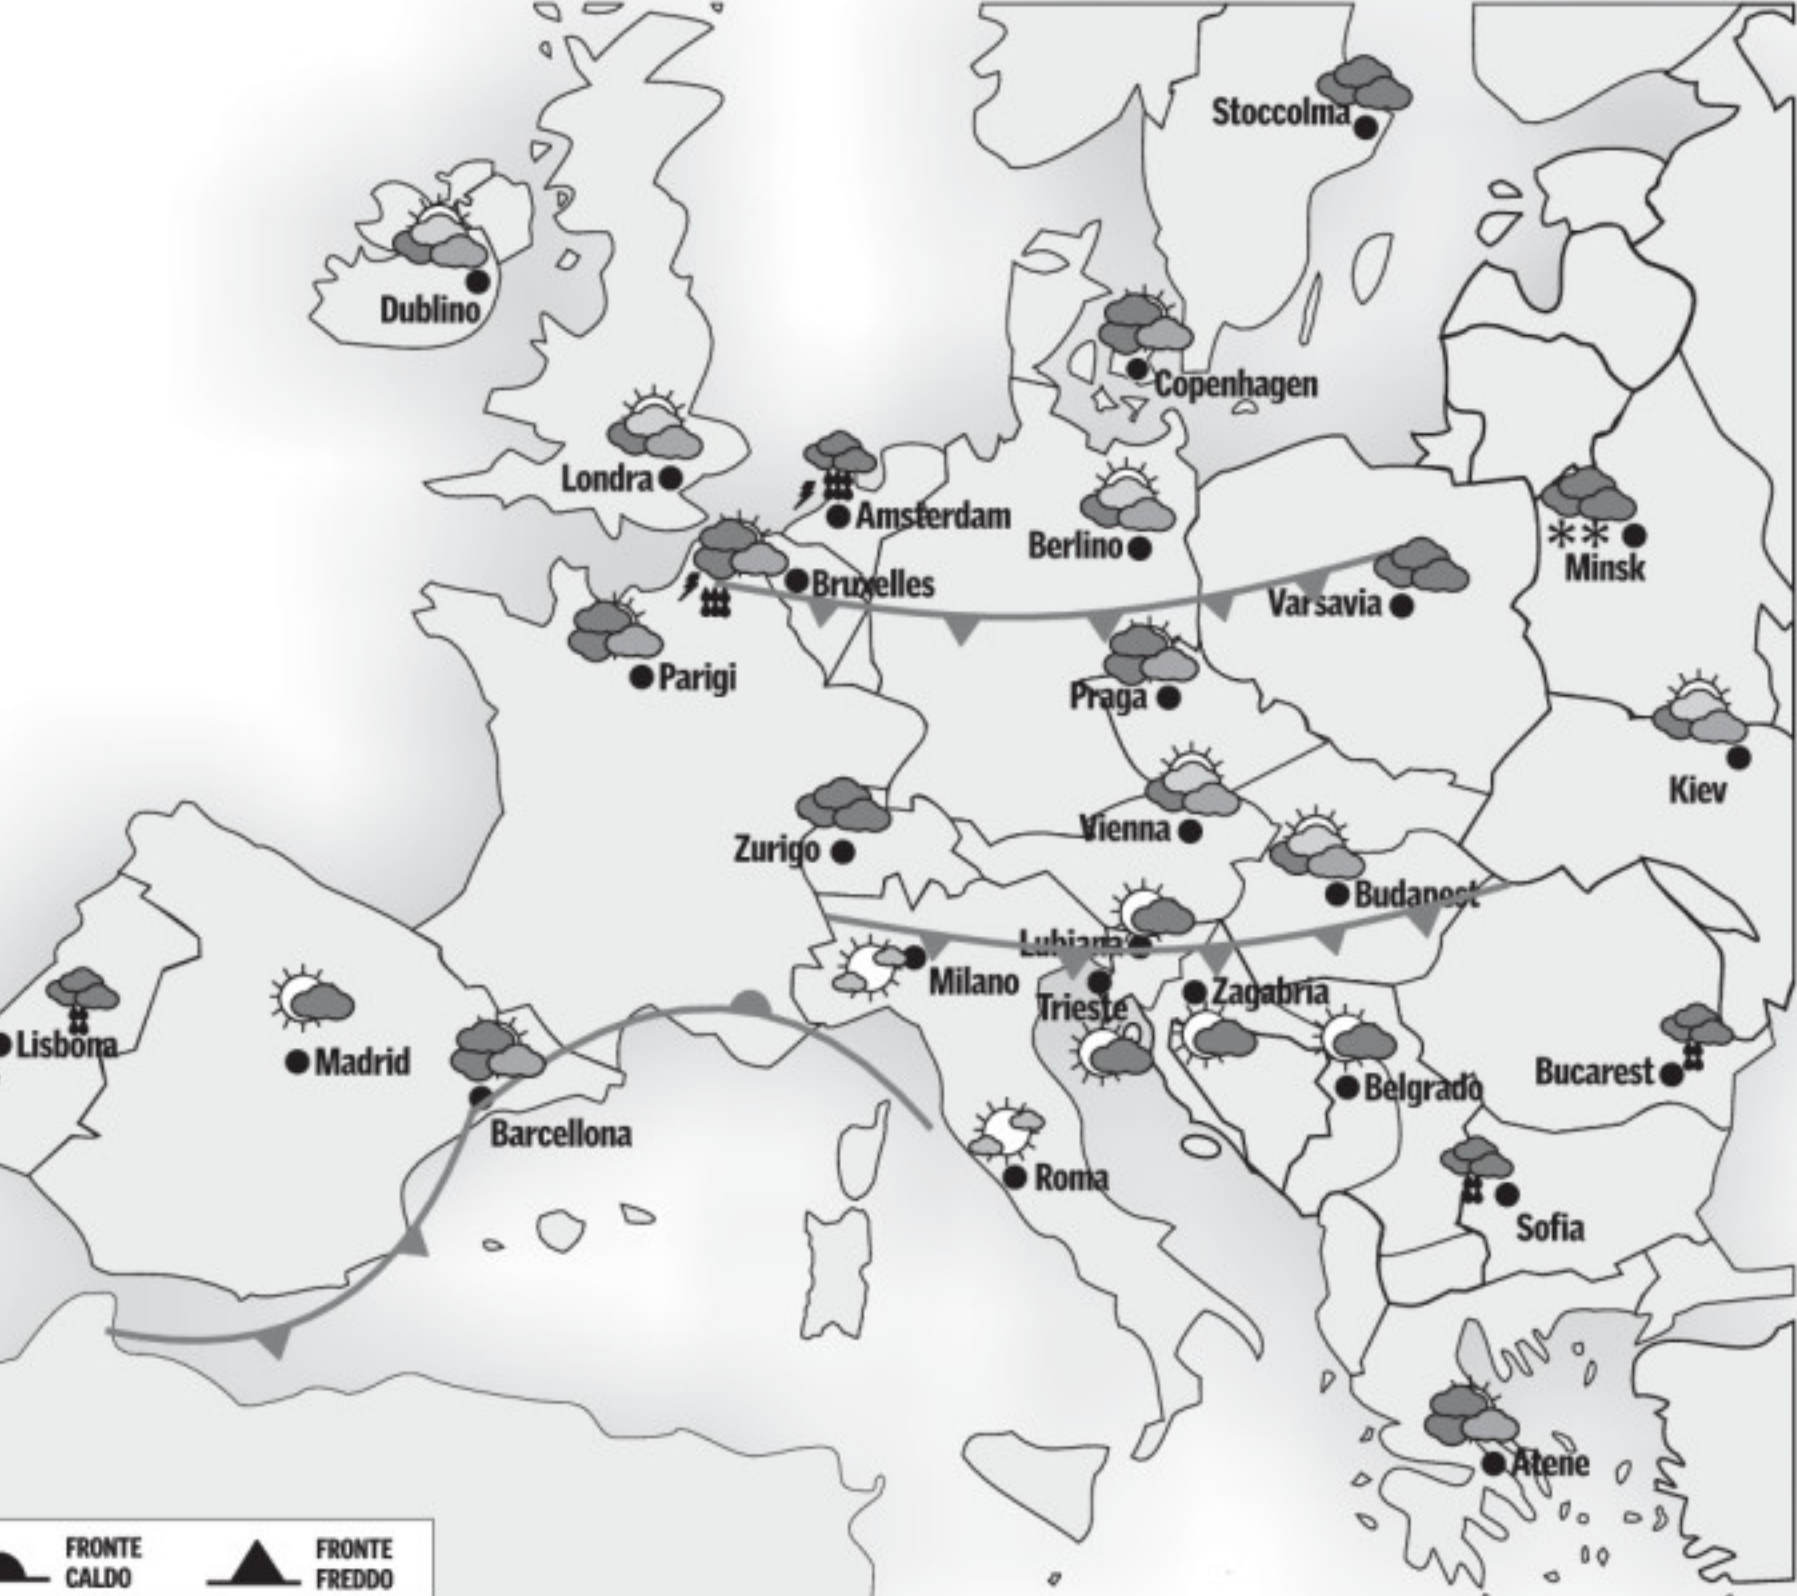 Stoccolma
Dublino
Copenhagen
Londra
Amsterdam
Berlino
Minsk
Bruxelles
Varsavia
Parigi
Praga
Kiev
Vienna
Zurigo
Budapest
Lubiana
Milano
Trieste
Zagabria
Lisbona
Madrid
Belgrado
Bucarest
Barcellona
Roma
Sofia
Atene
FRONTE
CALDO
FRONTE
FREDDO